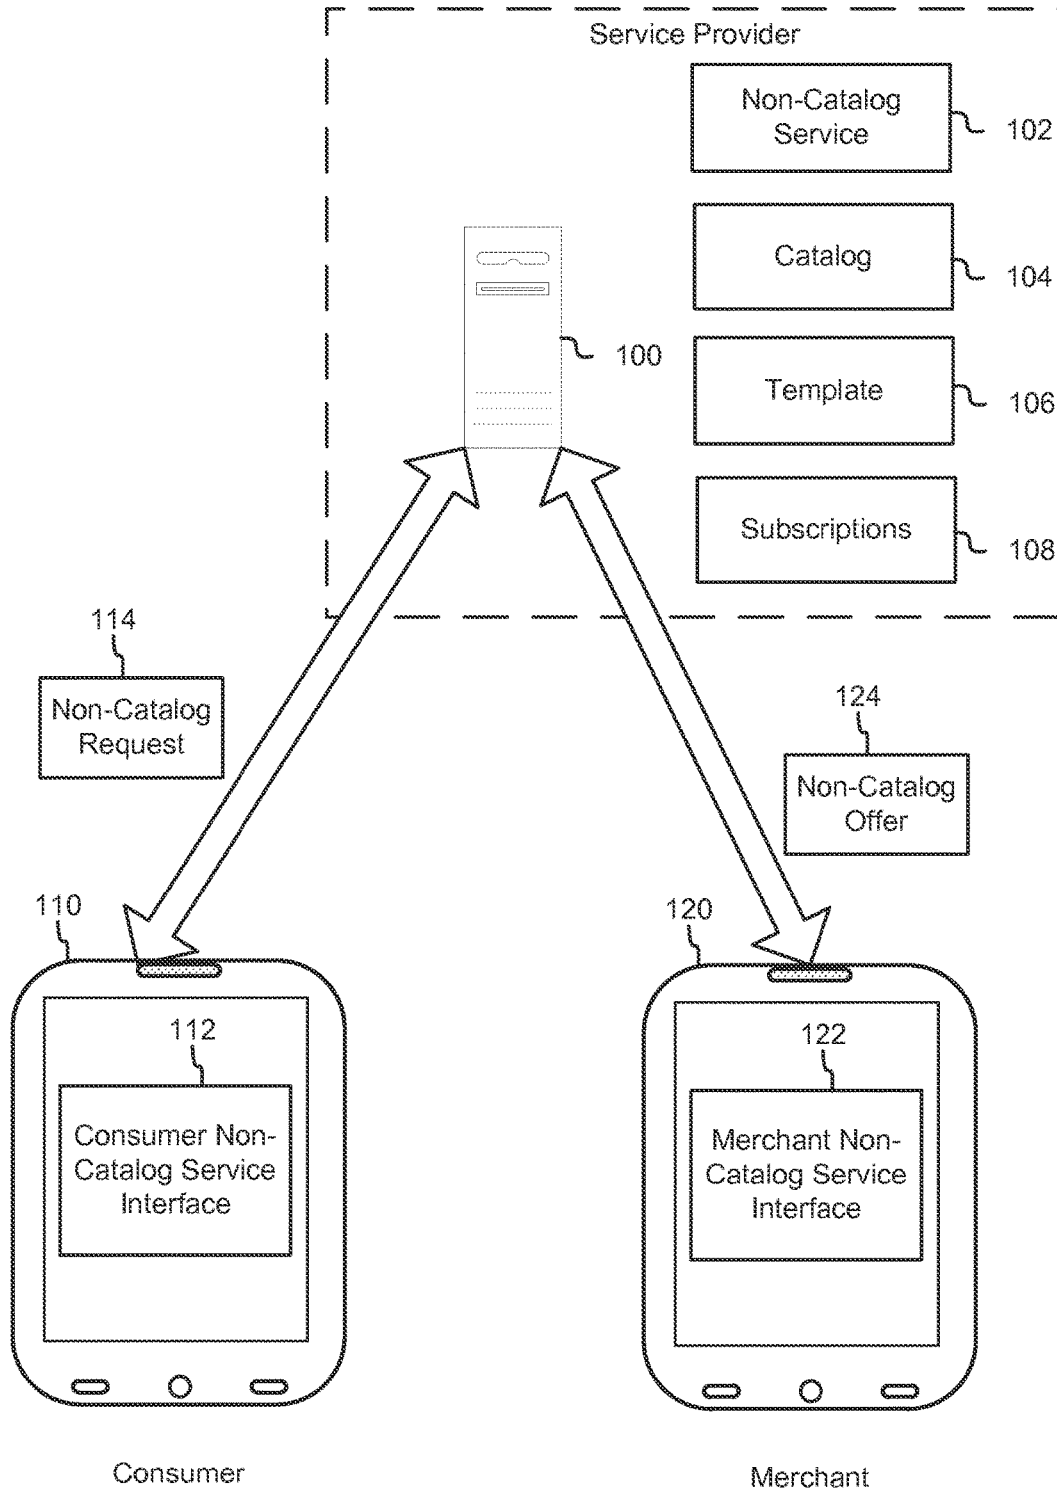 Service Provider
Non-Catalog
Service
102
Catalog
104
100
Template
106
Subscriptions
108
114
Non-Catalog
Request
124
Non-Catalog
Offer
110
120
112
Consumer Non-
Catalog Service
Interface
122
Merchant Non-
Catalog Service
Interface
Consumer
Merchant